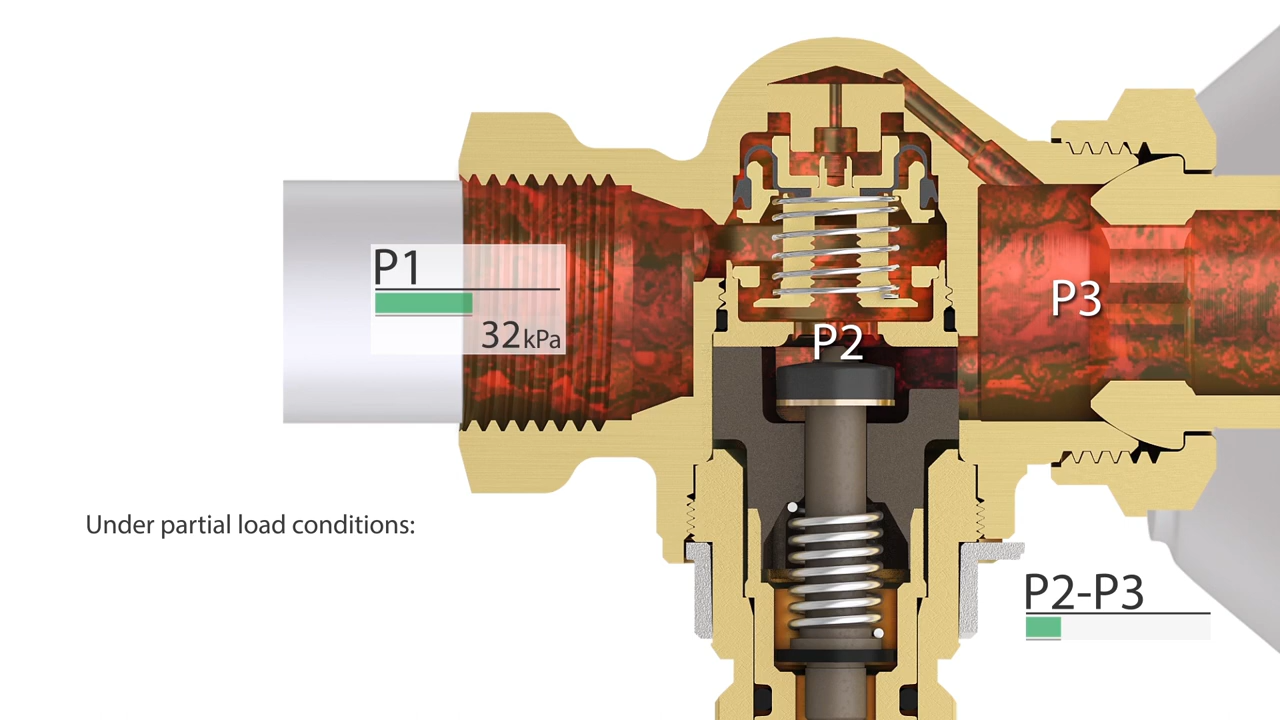 P1
32kPa
P2
P3
Under partial load conditions:
P2-P3